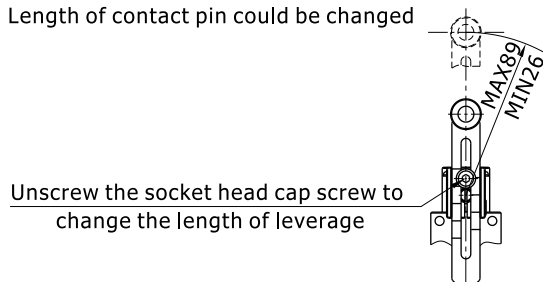 Length of contact pin could be changed
MAX89
MIN26
Unscrew the socket head cap screw to
change the length of leverage